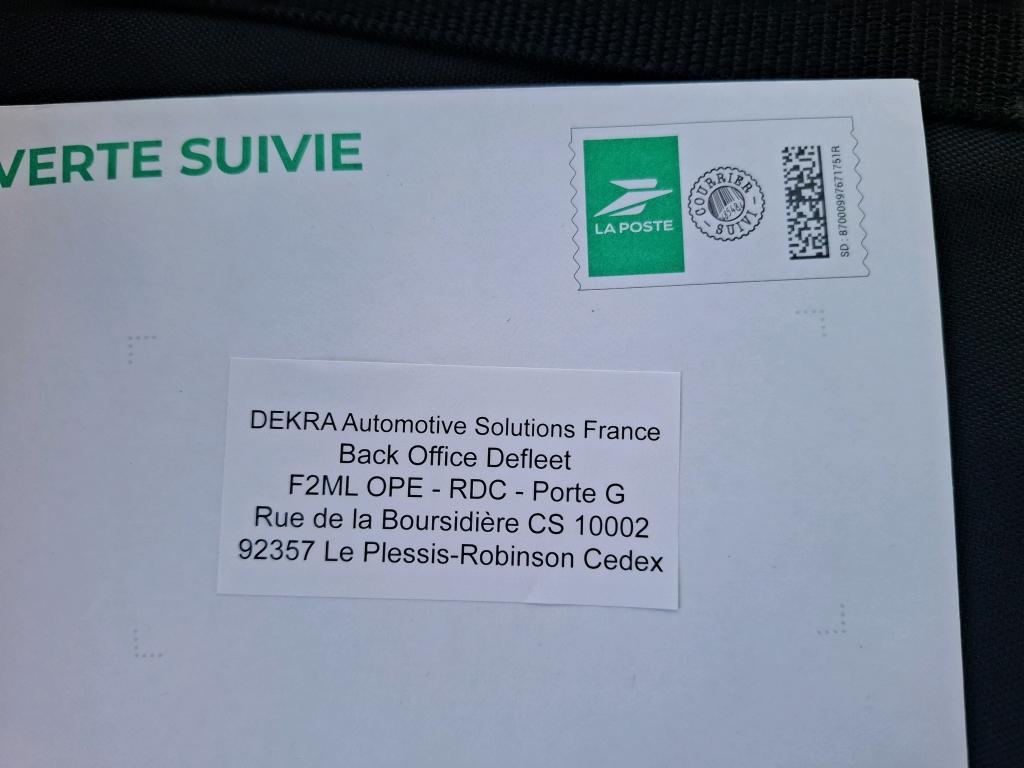 VERTE SUIVIE
LA POSTE
COURRIER
SUIVI
SD : 87000997671751R
DEKRA Automotive Solutions France
Back Office Defleet
F2ML OPE - RDC - Porte G
Rue de la Boursidière CS 10002
92357 Le Plessis-Robinson Cedex